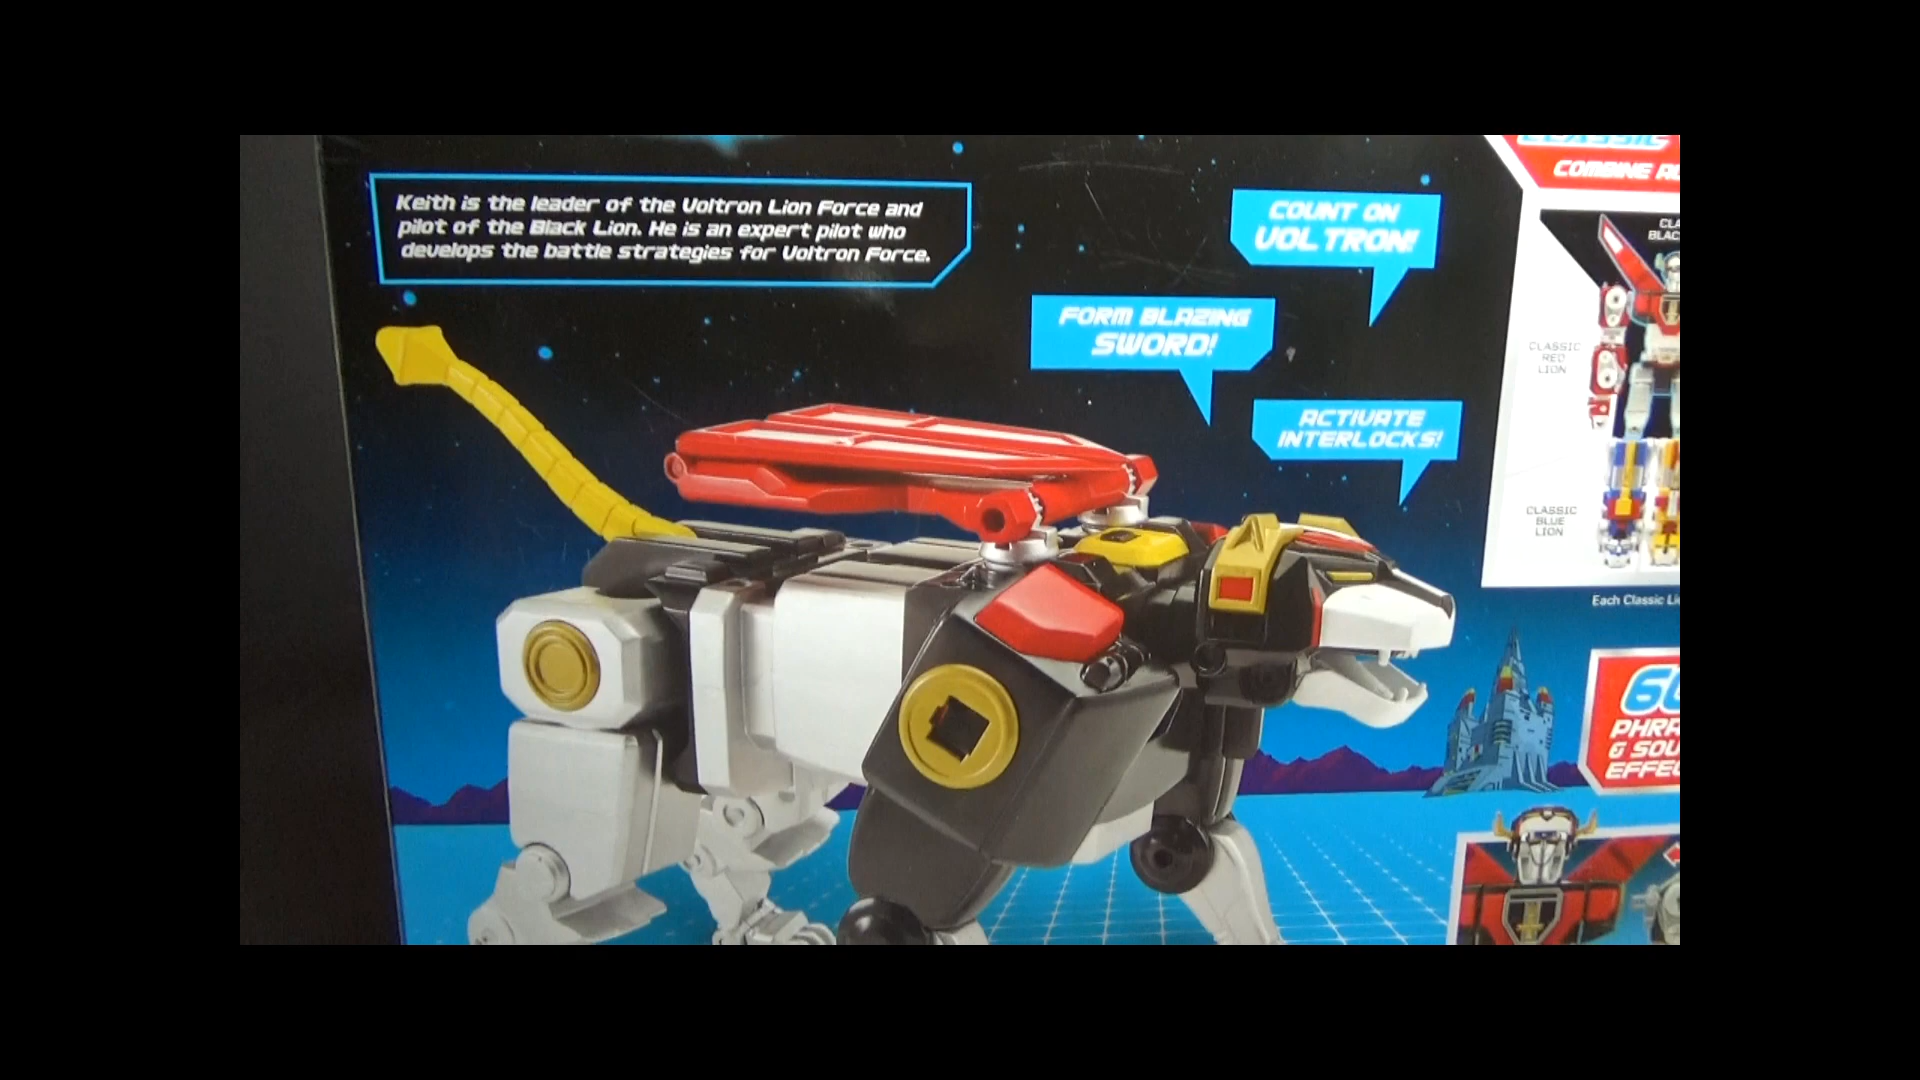 Keith is the leader of the Voltron Lion Force and
pilot of the Black Lion. He is an expert pilot who
develops the battle strategies for Voltron Force.
COUNT ON
VOLTRON!
FORM BLAZING
SWORD!
ACTIVATE
INTERLOCKS!
CLASSIC
COMBINE
CLASSIC
RED
LION
CLASSIC
BLUE
LION
Each Classic
&